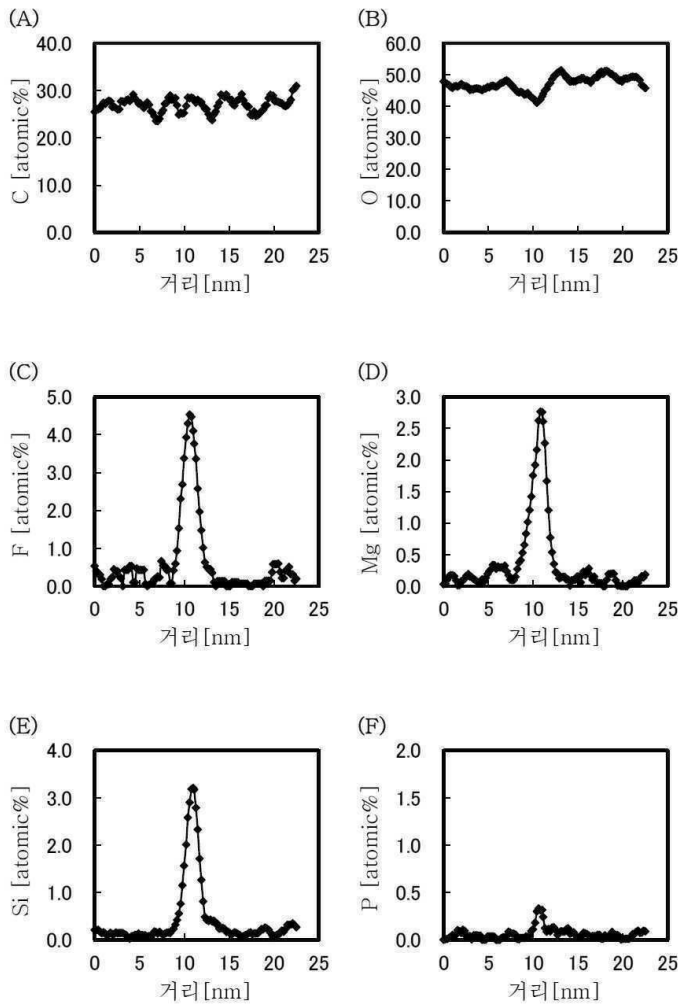 (A)
C [atomic%]
40.0
30.0
20.0
10.0
0.0
0 5 10 15 20 25
거리[nm]
(B)
O [atomic%]
60.0
50.0
40.0
30.0
20.0
10.0
0.0
0 5 10 15 20 25
거리[nm]
(C)
F [atomic%]
5.0
4.0
3.0
2.0
1.0
0.0
0 5 10 15 20 25
거리[nm]
(D)
Mg [atomic%]
3.0
2.5
2.0
1.5
1.0
0.5
0.0
0 5 10 15 20 25
거리[nm]
(E)
Si [atomic%]
4.0
3.0
2.0
1.0
0.0
0 5 10 15 20 25
거리[nm]
(F)
P [atomic%]
2.0
1.5
1.0
0.5
0.0
0 5 10 15 20 25
거리[nm]